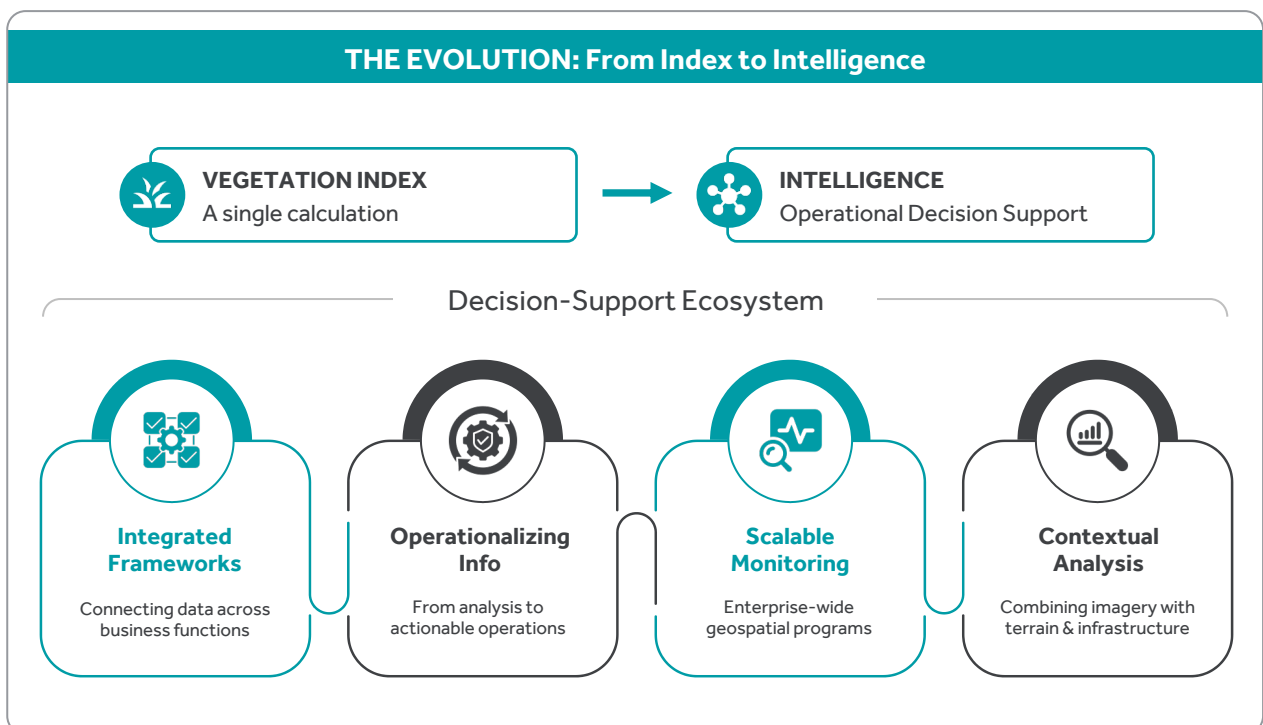 THE EVOLUTION: From Index to Intelligence
VEGETATION INDEX
A single calculation
INTELLIGENCE
Operational Decision Support
Decision-Support Ecosystem
Integrated
Frameworks
Connecting data across
business functions
Operationalizing
Info
From analysis to
actionable operations
Scalable
Monitoring
Enterprise-wide
geospatial programs
Contextual
Analysis
Combining imagery with
terrain & infrastructure